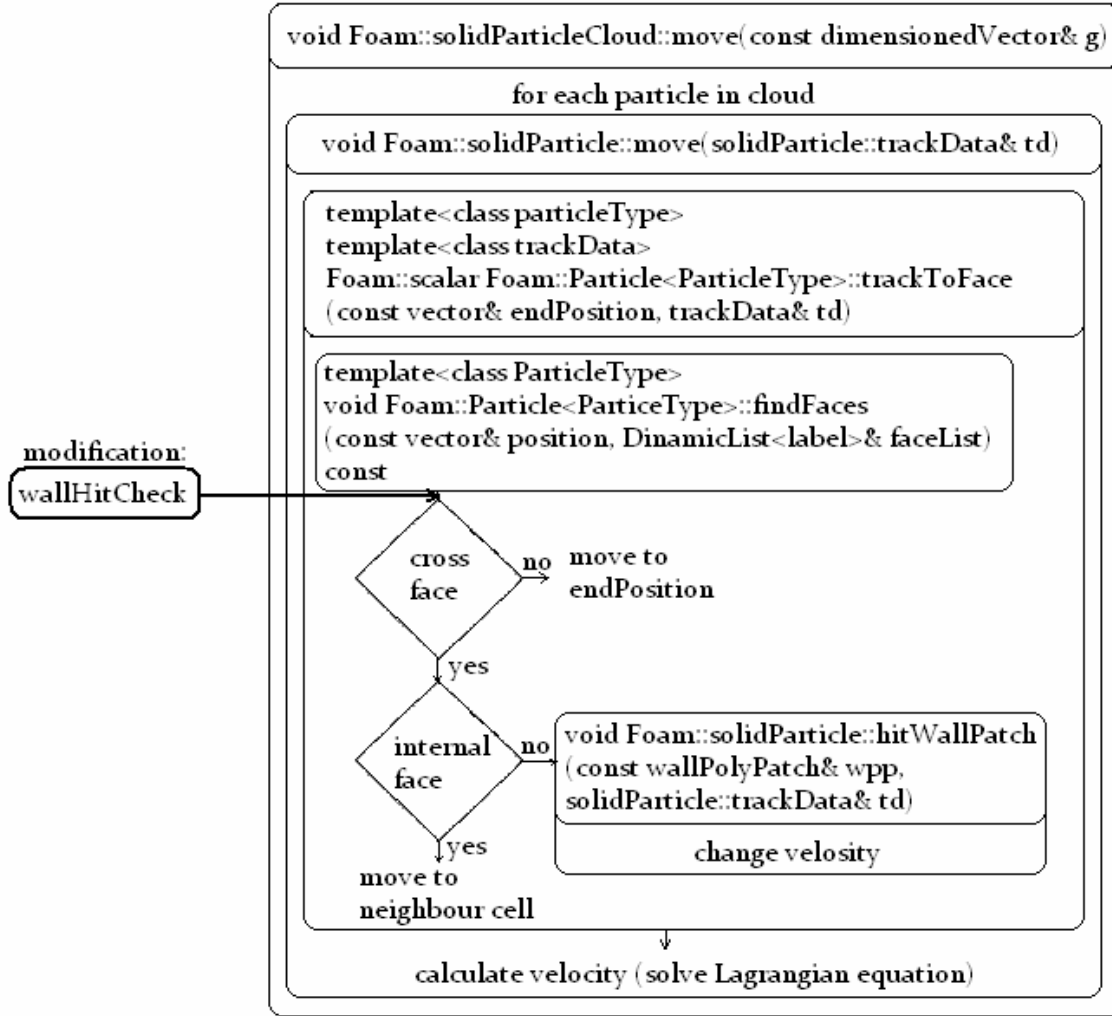 void Foam::solidParticleCloud::move(const dimensionedVector& g)
for each particle in cloud
void Foam::solidParticle::move(solidParticle::trackData& td)
template<class particleType>
template<class trackData>
Foam::scalar Foam::Particle<ParticleType>::trackToFace
(const vector& endPosition, trackData& td)
template<class ParticleType>
void Foam::Particle<ParticeType>::findFaces
(const vector& position, DinamicList<label>& faceList)
const
modification:
wallHitCheck
cross
face
no
move to
endPosition
yes
internal
face
no
void Foam::solidParticle::hitWallPatch
(const wallPolyPatch& wpp,
solidParticle::trackData& td)
change velosity
yes
move to
neighbour cell
calculate velocity (solve Lagrangian equation)